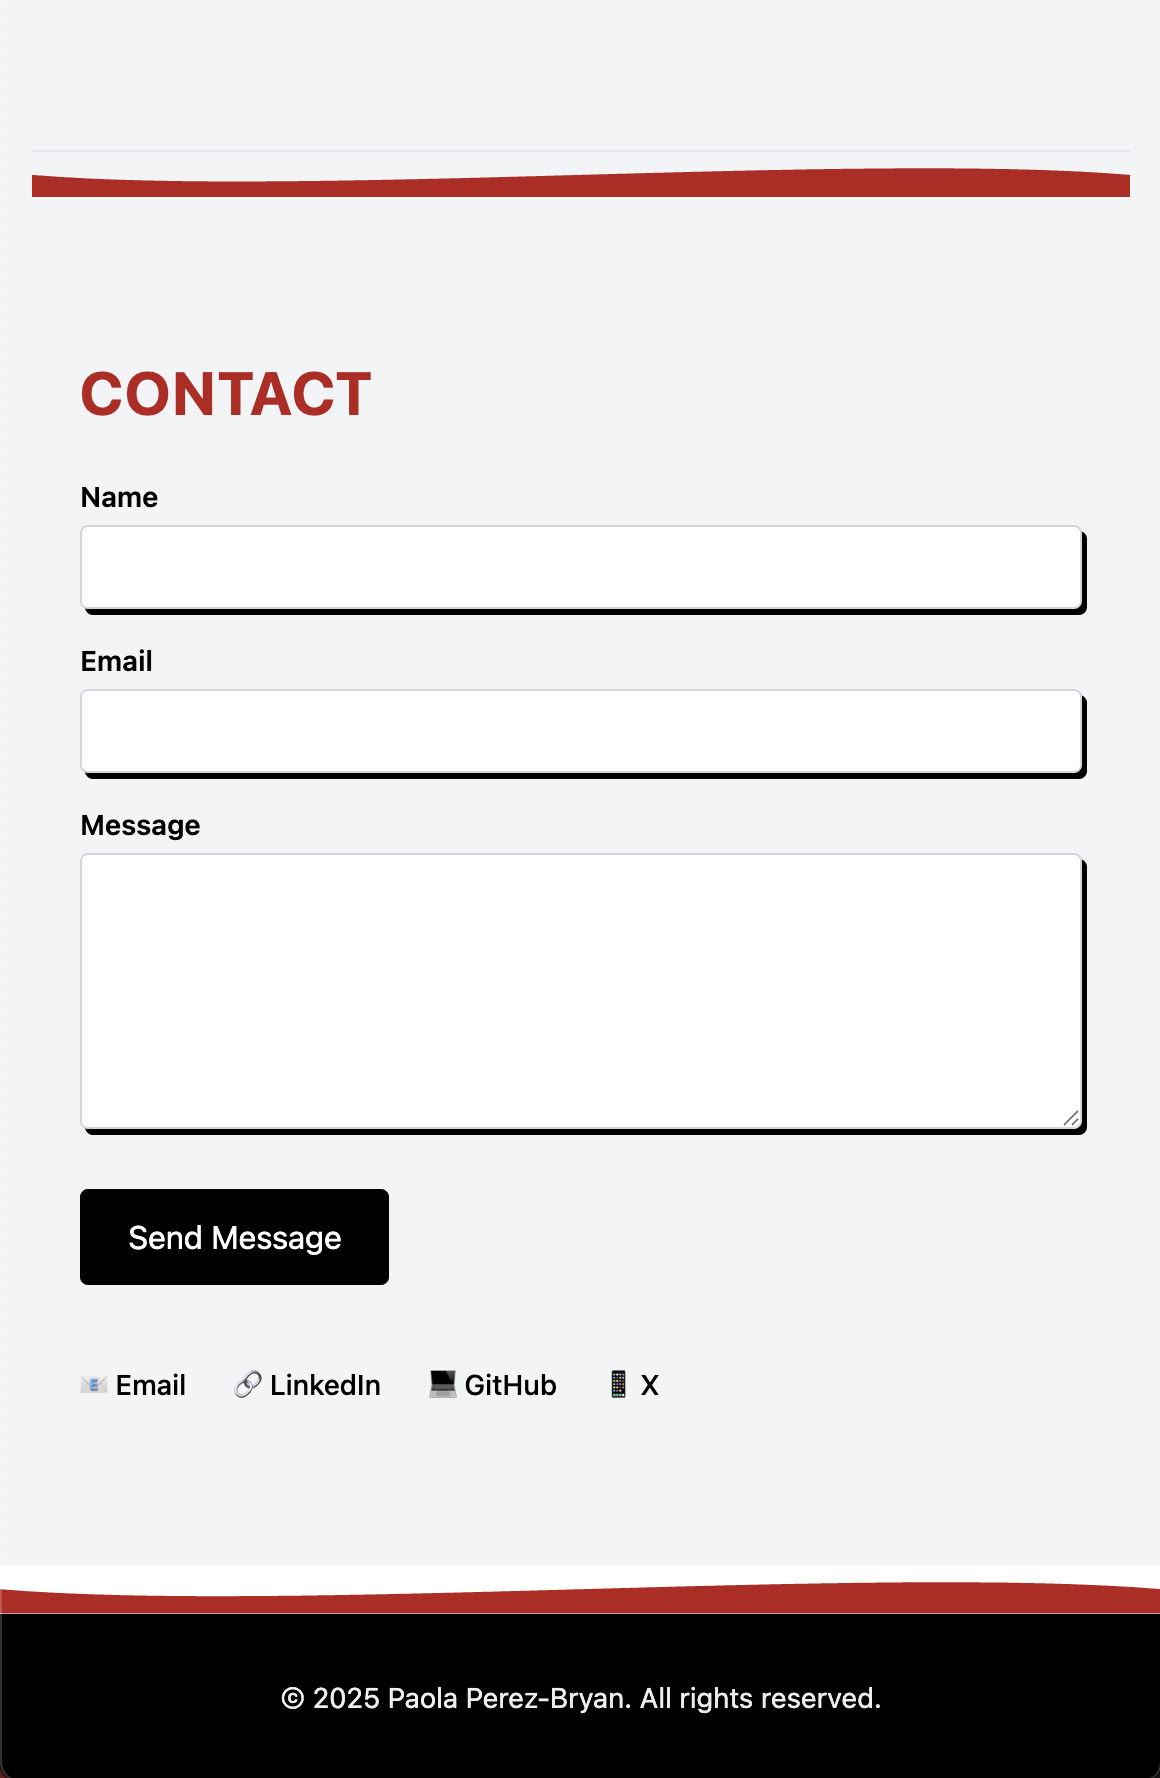 CONTACT
Name
Email
Message
Send Message
📧 Email 🔗 LinkedIn 💻 GitHub 📱 X
© 2025 Paola Perez-Bryan. All rights reserved.